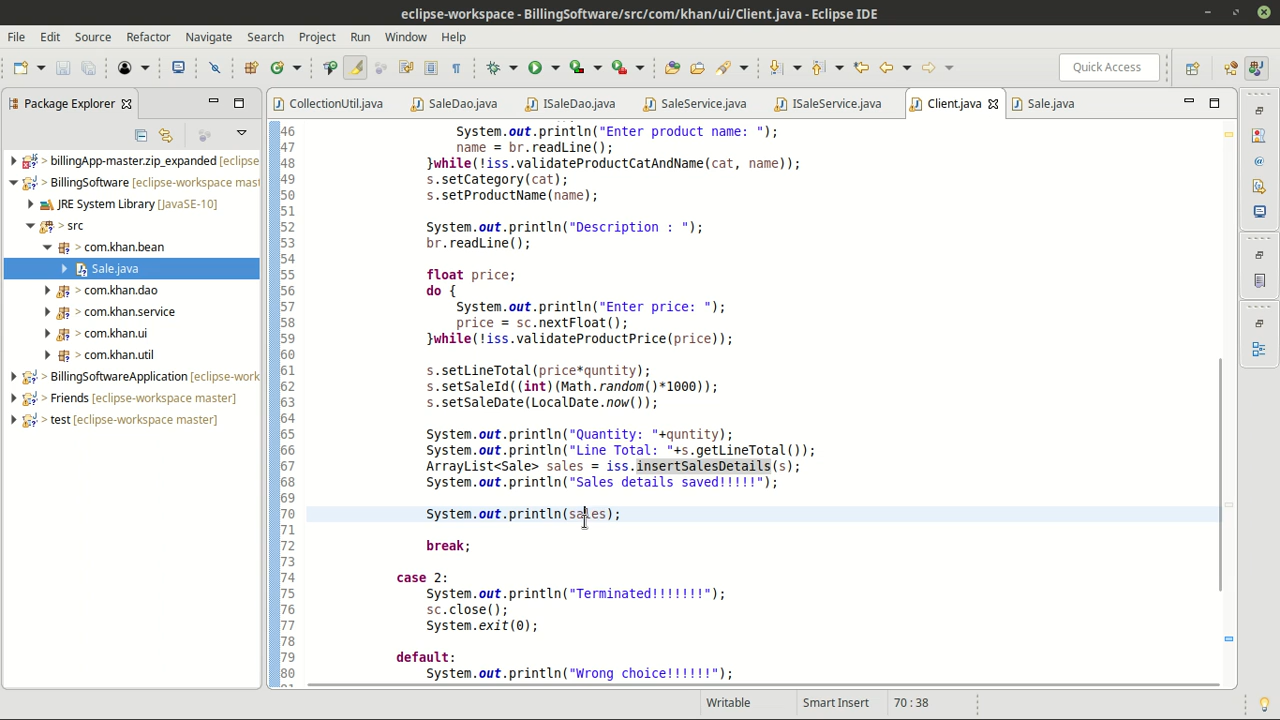 eclipse-workspace - BillingSoftware/src/com/khan/ui/Client.java - Eclipse IDE
File Edit Source Refactor Navigate Search Project Run Window Help
Quick Access
Package Explorer
CollectionUtil.java SaleDao.java ISaleDao.java SaleService.java ISaleService.java Client.java Sale.java
> billingApp-master.zip_expanded [eclipse
> BillingSoftware [eclipse-workspace mast
JRE System Library [JavaSE-10]
> src
> com.khan.bean
Sale.java
> com.khan.dao
> com.khan.service
> com.khan.ui
> com.khan.util
> BillingSoftwareApplication [eclipse-work
> Friends [eclipse-workspace master]
> test [eclipse-workspace master]
46 System.out.println("Enter product name: ");
47 name = br.readLine();
48 }while(!iss.validateProductCatAndName(cat, name));
49 s.setCategory(cat);
50 s.setProductName(name);
51
52 System.out.println("Description : ");
53 br.readLine();
54
55 float price;
56 do {
57 System.out.println("Enter price: ");
58 price = sc.nextFloat();
59 }while(!iss.validateProductPrice(price));
60
61 s.setLineTotal(price*quntity);
62 s.setSaleId((int)(Math.random()*1000));
63 s.setSaleDate(LocalDate.now());
64
65 System.out.println("Quantity: "+quntity);
66 System.out.println("Line Total: "+s.getLineTotal());
67 ArrayList<Sale> sales = iss.insertSalesDetails(s);
68 System.out.println("Sales details saved!!!!!");
69
70 System.out.println(sales);
71
72 break;
73
74 case 2:
75 System.out.println("Terminated!!!!!!!");
76 sc.close();
77 System.exit(0);
78
79 default:
80 System.out.println("Wrong choice!!!!!!");
Writable Smart Insert 70 : 38